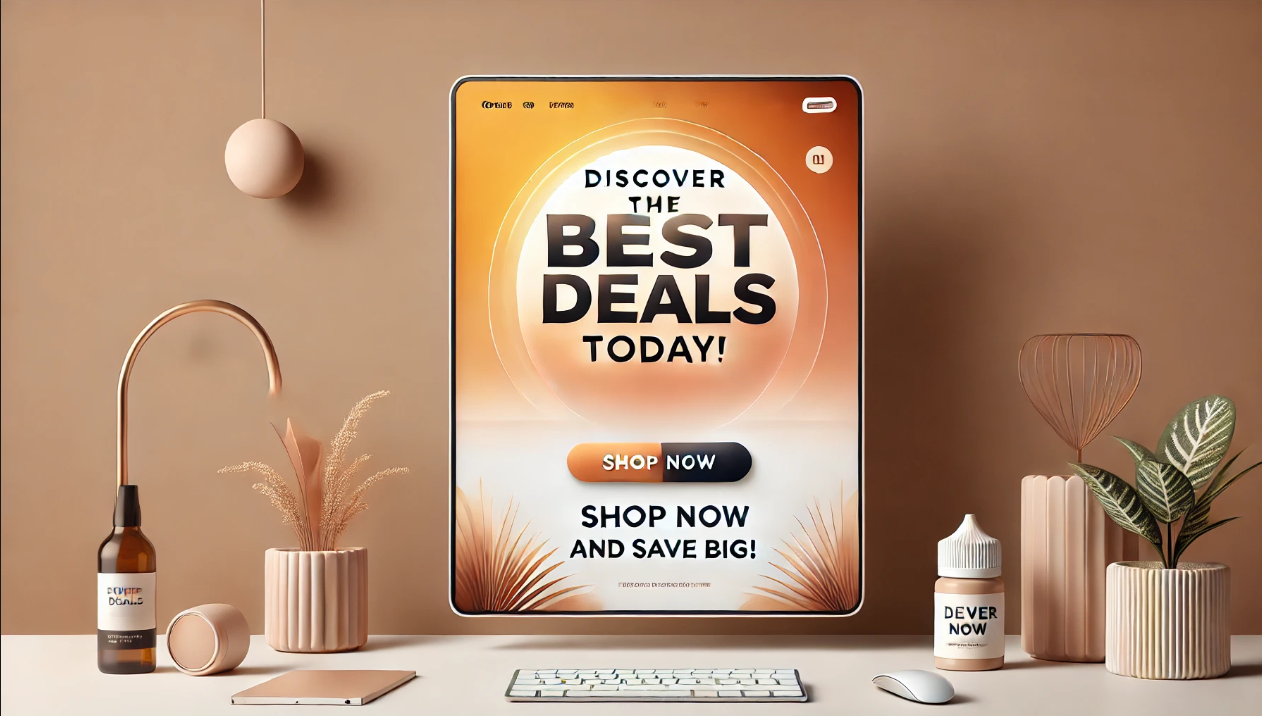 DISCOVER
THE
BEST
DEALS
TODAY!
SHOP NOW
SHOP NOW
AND SAVE BIG!
DEALS
DEVER
NOW